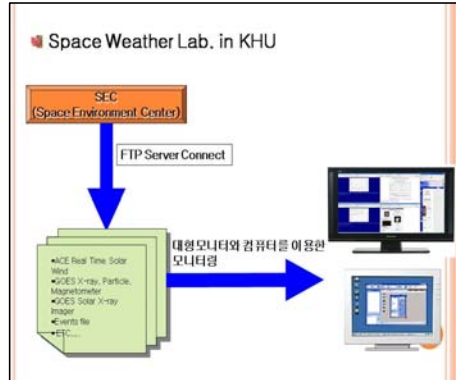 Space Weather Lab. in KHU
SEC
(Space Environment Center)
FTP Server Connect
대형모니터와 컴퓨터를 이용한
모니터링
ACE Real Time Solar
Wind
GOES X-ray, Particle,
Magnetometer
GOES Solar X-ray
Imager
Events file
ETC....